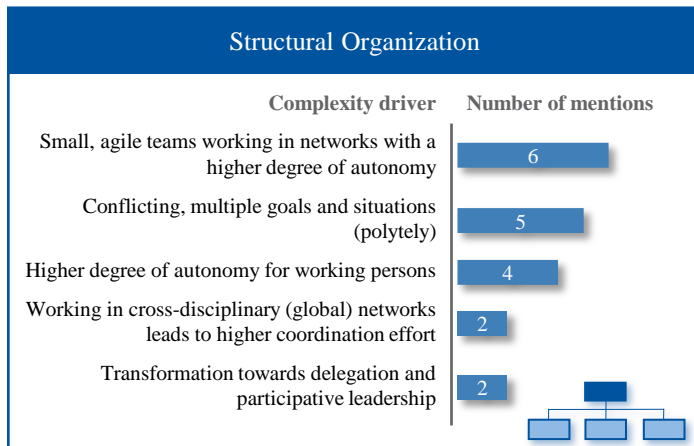 Structural Organization
Complexity driver
Number of mentions
Small, agile teams working in networks with a
higher degree of autonomy
6
Conflicting, multiple goals and situations
(polytely)
5
Higher degree of autonomy for working persons
4
Working in cross-disciplinary (global) networks
leads to higher coordination effort
2
Transformation towards delegation and
participative leadership
2